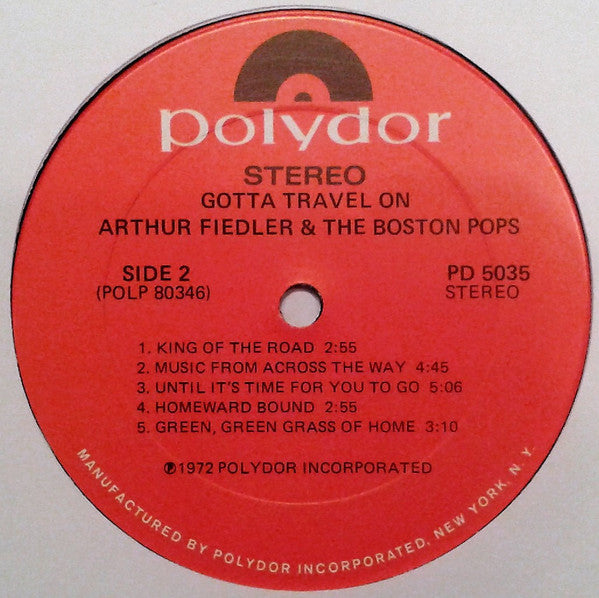 polydor
STEREO
GOTTA TRAVEL ON
ARTHUR FIEDLER & THE BOSTON POPS
SIDE 2
(POLP 80346)
PD 5035
STEREO
1. KING OF THE ROAD 2:55
2. MUSIC FROM ACROSS THE WAY 4:45
3. UNTIL IT'S TIME FOR YOU TO GO 5:06
4. HOMEWARD BOUND 2:55
5. GREEN, GREEN GRASS OF HOME 3:10
℗1972 POLYDOR INCORPORATED
MANUFACTURED BY POLYDOR INCORPORATED, NEW YORK, N. Y.